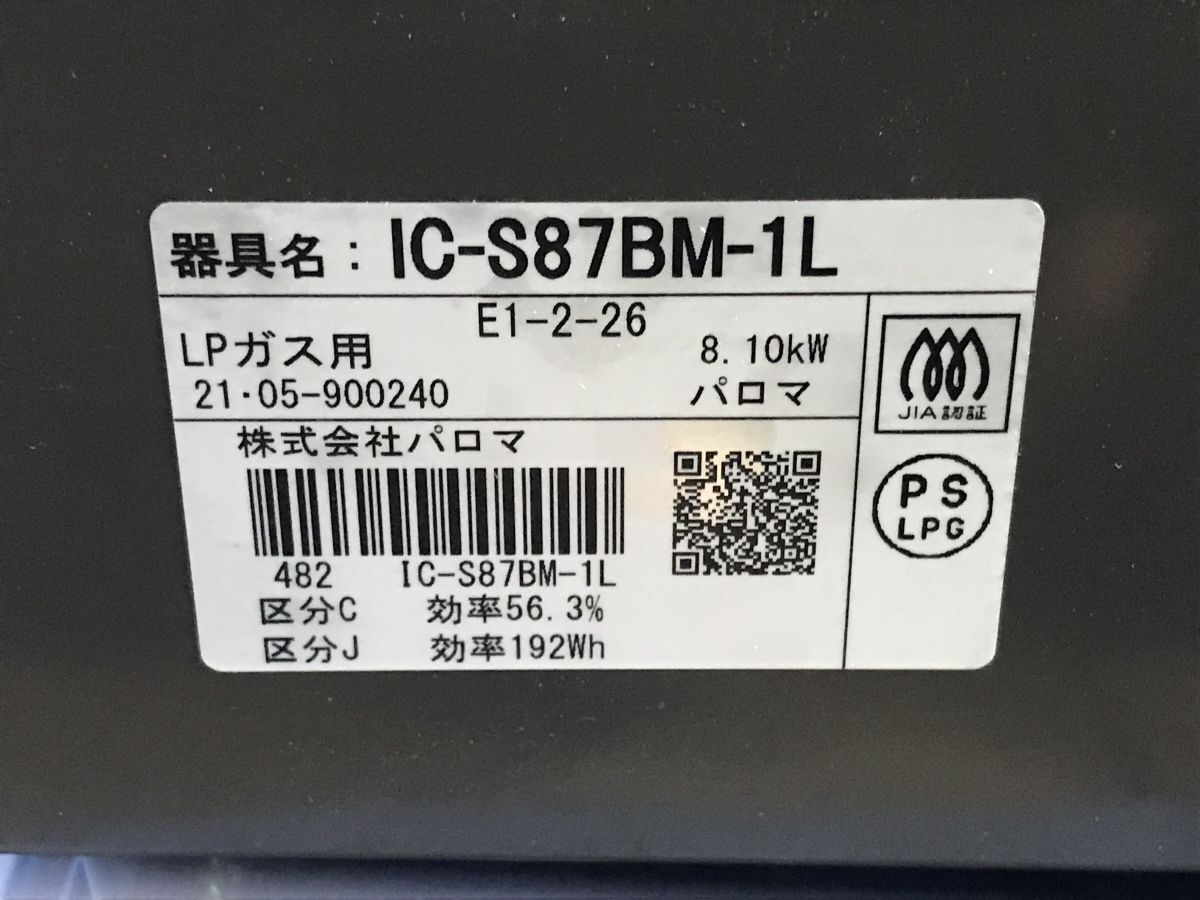 器具名：IC-S87BM-1L
E1-2-26
LPガス用 8.10kW
21・05-900240 パロマ
JIA認証
株式会社パロマ
PS
LPG
482 IC-S87BM-1L
区分C 効率56.3%
区分J 効率192Wh